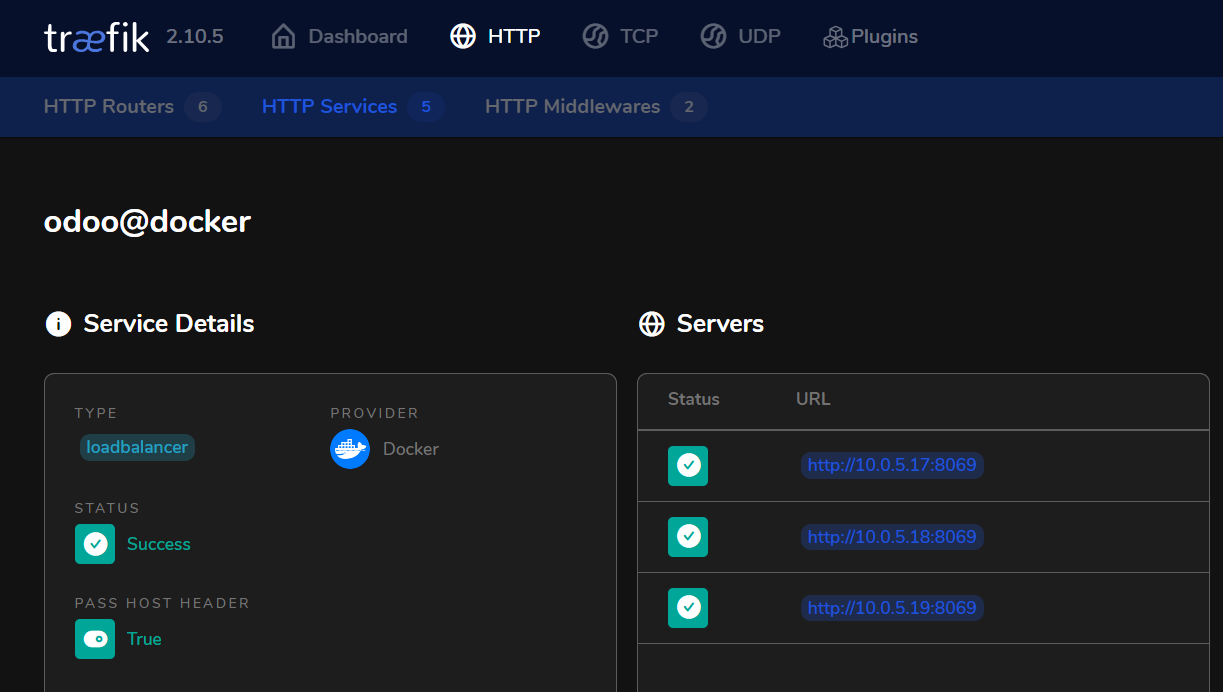 træfik 2.10.5 Dashboard HTTP TCP UDP Plugins
HTTP Routers 6 HTTP Services 5 HTTP Middlewares 2
odoo@docker
Service Details
TYPE PROVIDER
loadbalancer Docker
STATUS
Success
PASS HOST HEADER
True
Servers
Status URL
http://10.0.5.17:8069
http://10.0.5.18:8069
http://10.0.5.19:8069